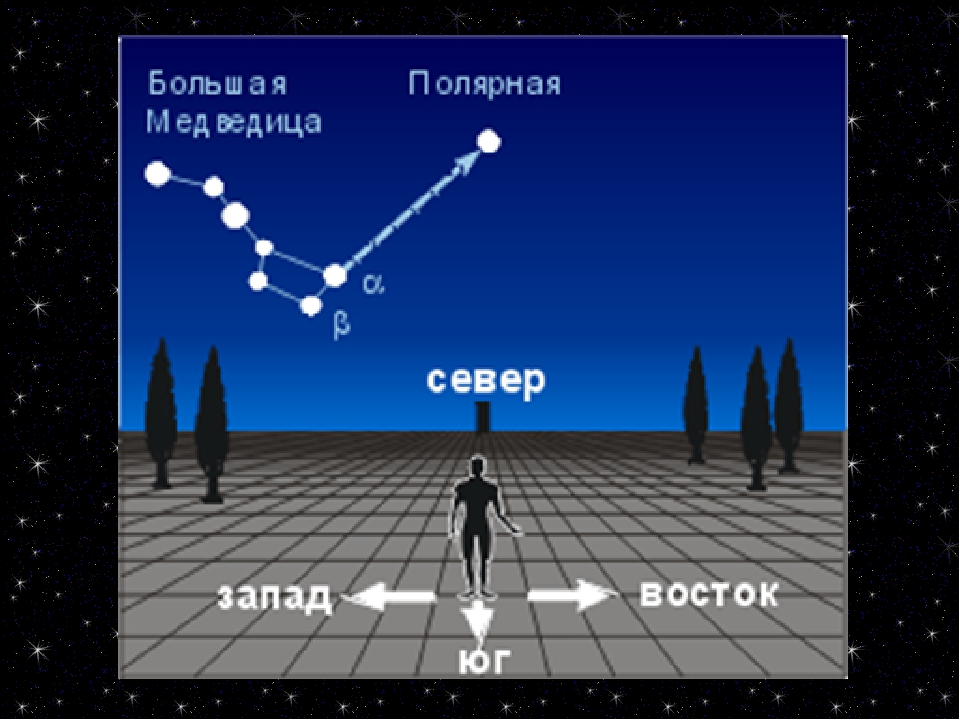 Большая
Медведица
Полярная
α
β
север
запад
восток
юг